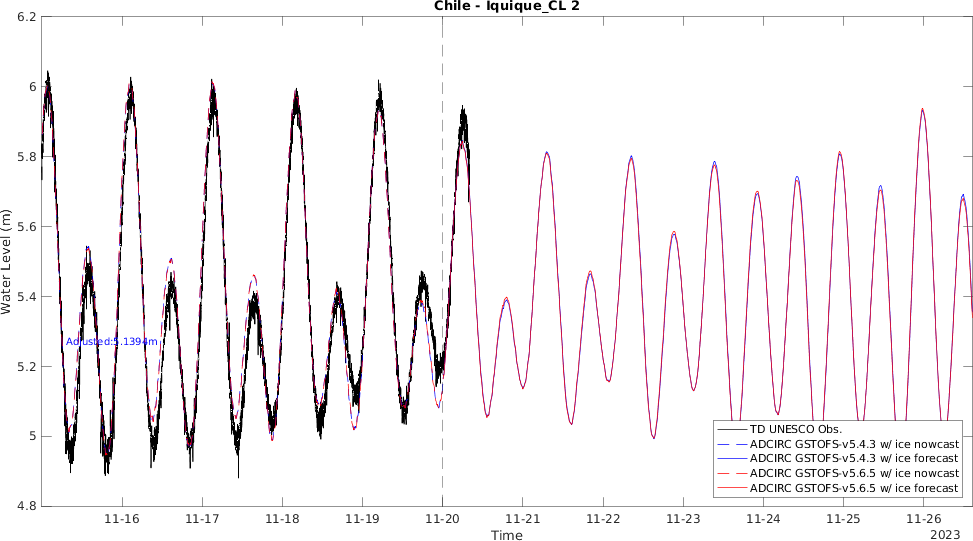 Chile - Iquique_CL 2
6.2
6
5.8
5.6
5.4
5.2
5
4.8
Water Level (m)
Adjusted:5.1394m
TD UNESCO Obs.
ADCIRC GSTOFS-v5.4.3 w/ ice nowcast
ADCIRC GSTOFS-v5.4.3 w/ ice forecast
ADCIRC GSTOFS-v5.6.5 w/ ice nowcast
ADCIRC GSTOFS-v5.6.5 w/ ice forecast
11-16 11-17 11-18 11-19 11-20 11-21 11-22 11-23 11-24 11-25 11-26
Time
2023